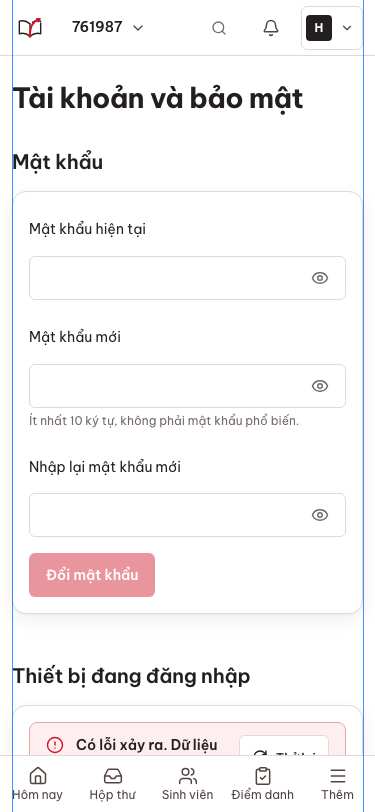 761987
H
Tài khoản và bảo mật
Mật khẩu
Mật khẩu hiện tại
Mật khẩu mới
Ít nhất 10 ký tự, không phải mật khẩu phổ biến.
Nhập lại mật khẩu mới
Đổi mật khẩu
Thiết bị đang đăng nhập
Có lỗi xảy ra. Dữ liệu
Hôm nay
Hộp thư
Sinh viên
Điểm danh
Thêm